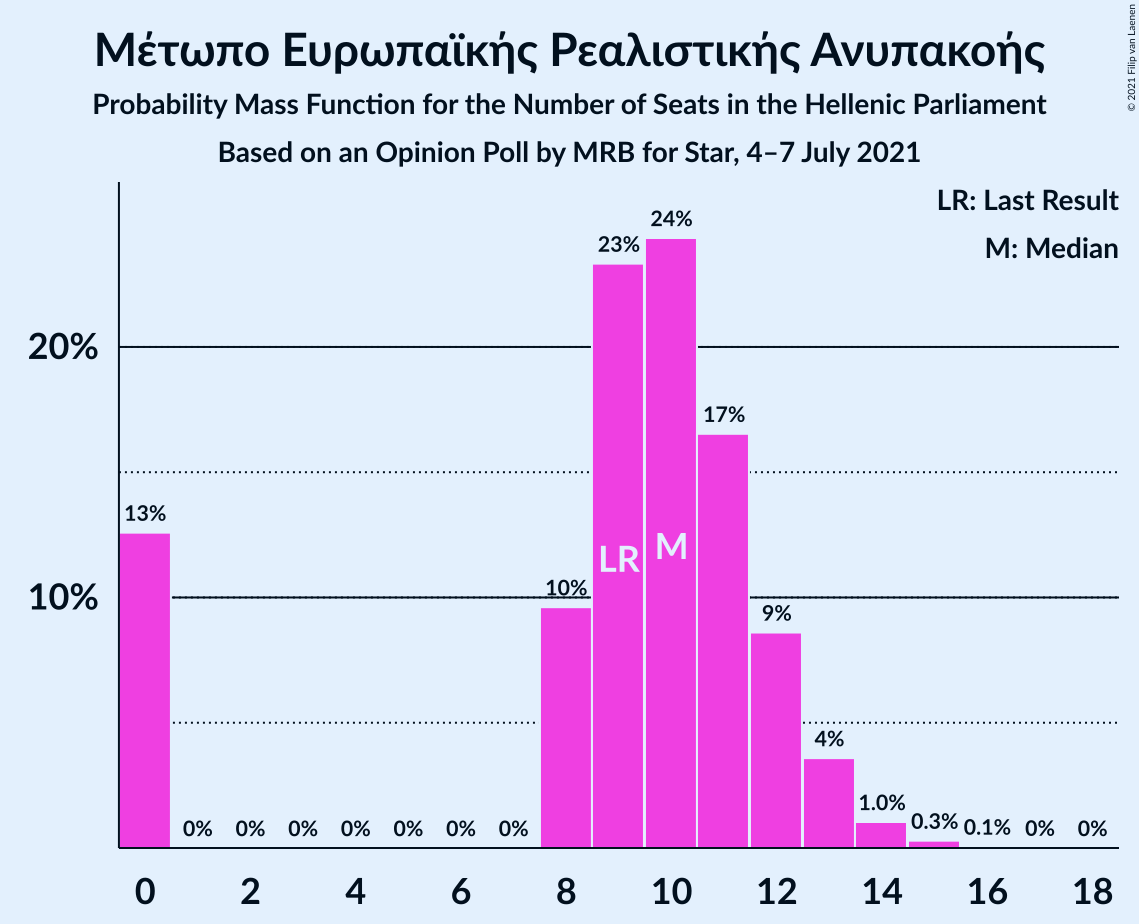 Μέτωπο Ευρωπαϊκής Ρεαλιστικής Ανυπακοής
Probability Mass Function for the Number of Seats in the Hellenic Parliament
Based on an Opinion Poll by MRB for Star, 4–7 July 2021
© 2021 Filip van Laenen
LR: Last Result
M: Median
20%
10%
13%
0%
0%
0%
0%
0%
0%
0%
10%
23%
24%
17%
9%
4%
1.0%
0.3%
0.1%
0%
0%
LR
M
0 2 4 6 8 10 12 14 16 18